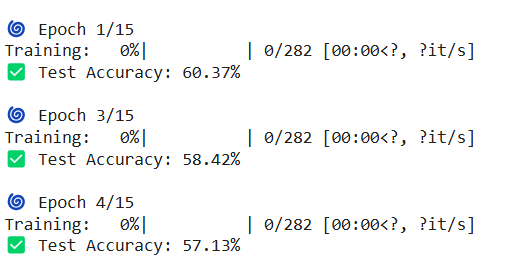 🌀 Epoch 1/15
Training:   0%|          | 0/282 [00:00<?, ?it/s]
✅ Test Accuracy: 60.37%
🌀 Epoch 3/15
Training:   0%|          | 0/282 [00:00<?, ?it/s]
✅ Test Accuracy: 58.42%
🌀 Epoch 4/15
Training:   0%|          | 0/282 [00:00<?, ?it/s]
✅ Test Accuracy: 57.13%